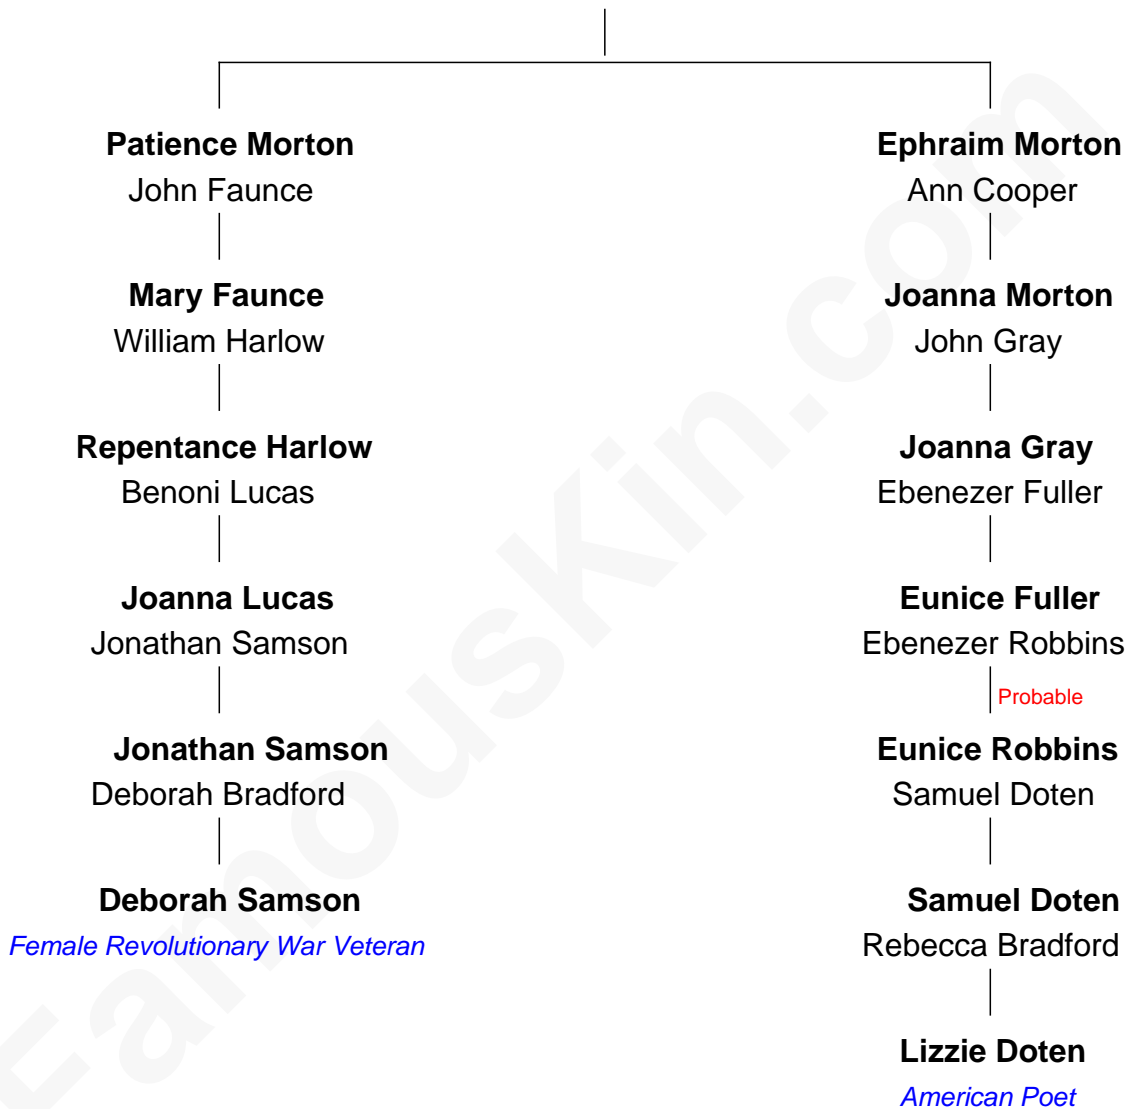 Patience Morton
John Faunce
Ephraim Morton
Ann Cooper
Mary Faunce
William Harlow
Joanna Morton
John Gray
Repentance Harlow
Benoni Lucas
Joanna Gray
Ebenezer Fuller
Joanna Lucas
Jonathan Samson
Eunice Fuller
Ebenezer Robbins
Probable
Jonathan Samson
Deborah Bradford
Eunice Robbins
Samuel Doten
Deborah Samson
Female Revolutionary War Veteran
Samuel Doten
Rebecca Bradford
Lizzie Doten
American Poet
FamousKin.com